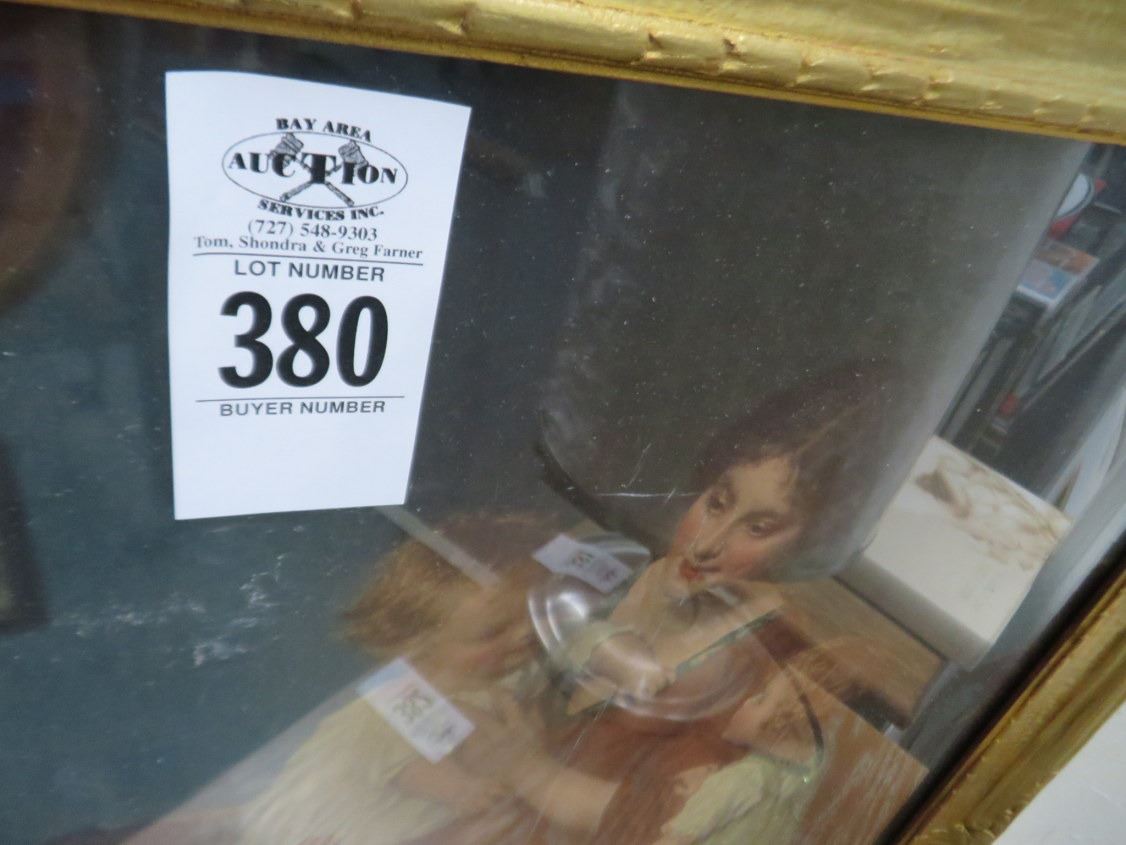 BAY AREA
AUCTION
SERVICES INC.
(727) 548-9303
Tom, Shondra & Greg Farner
LOT NUMBER
380
BUYER NUMBER